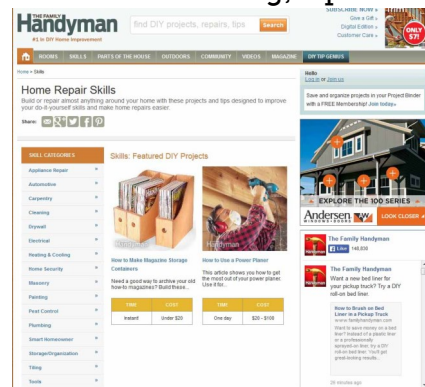 SUBSCRIBE NOW »
Give a Gift »
Digital Edition »
Customer Care »
ONLY
$7!
THE FAMILY
Handyman
#1 in DIY Home Improvement
find DIY projects, repairs, tips
Search
ROOMS SKILLS PARTS OF THE HOUSE OUTDOORS COMMUNITY VIDEOS MAGAZINE DIY TIP GENIUS
Home » Skills
Home Repair Skills
Build or repair almost anything around your home with these projects and tips designed to improve
your do-it-yourself skills and make home repairs easier.
Share:
Hello
Log in or Join us
Save and organize projects in your Project Binder
with a FREE Membership! Join today »
SKILL CATEGORIES
Appliance Repair
Automotive
Carpentry
Cleaning
Drywall
Electrical
Heating & Cooling
Home Security
Masonry
Painting
Pest Control
Plumbing
Smart Homeowner
Storage/Organization
Tiling
Tools
Skills: Featured DIY Projects
Handyman
How to Make Magazine Storage
Containers
Need a good way to archive your old
how-to magazines? Build these...
TIME COST
Instant! Under $20
Handyman
How to Use a Power Planer
This article shows you how to get
the most out of your power planer.
Use it for...
TIME COST
One day $20 - $100
EXPLORE THE 100 SERIES
Andersen
WINDOWS DOORS
LOOK CLOSER
The Family Handyman
Like
The Family Handyman
Want a new bed liner for
your pickup truck? Try a DIY
roll-on bed liner.
How to Brush on Bed
Liner in a Pickup Truck
www.familyhandyman.com
Want to save money on a bed
liner? Instead of a plastic liner
or a professionally
sprayed-on liner, try a DIY
roll-on bed liner. You'll get
great-looking results.
26 minutes ago